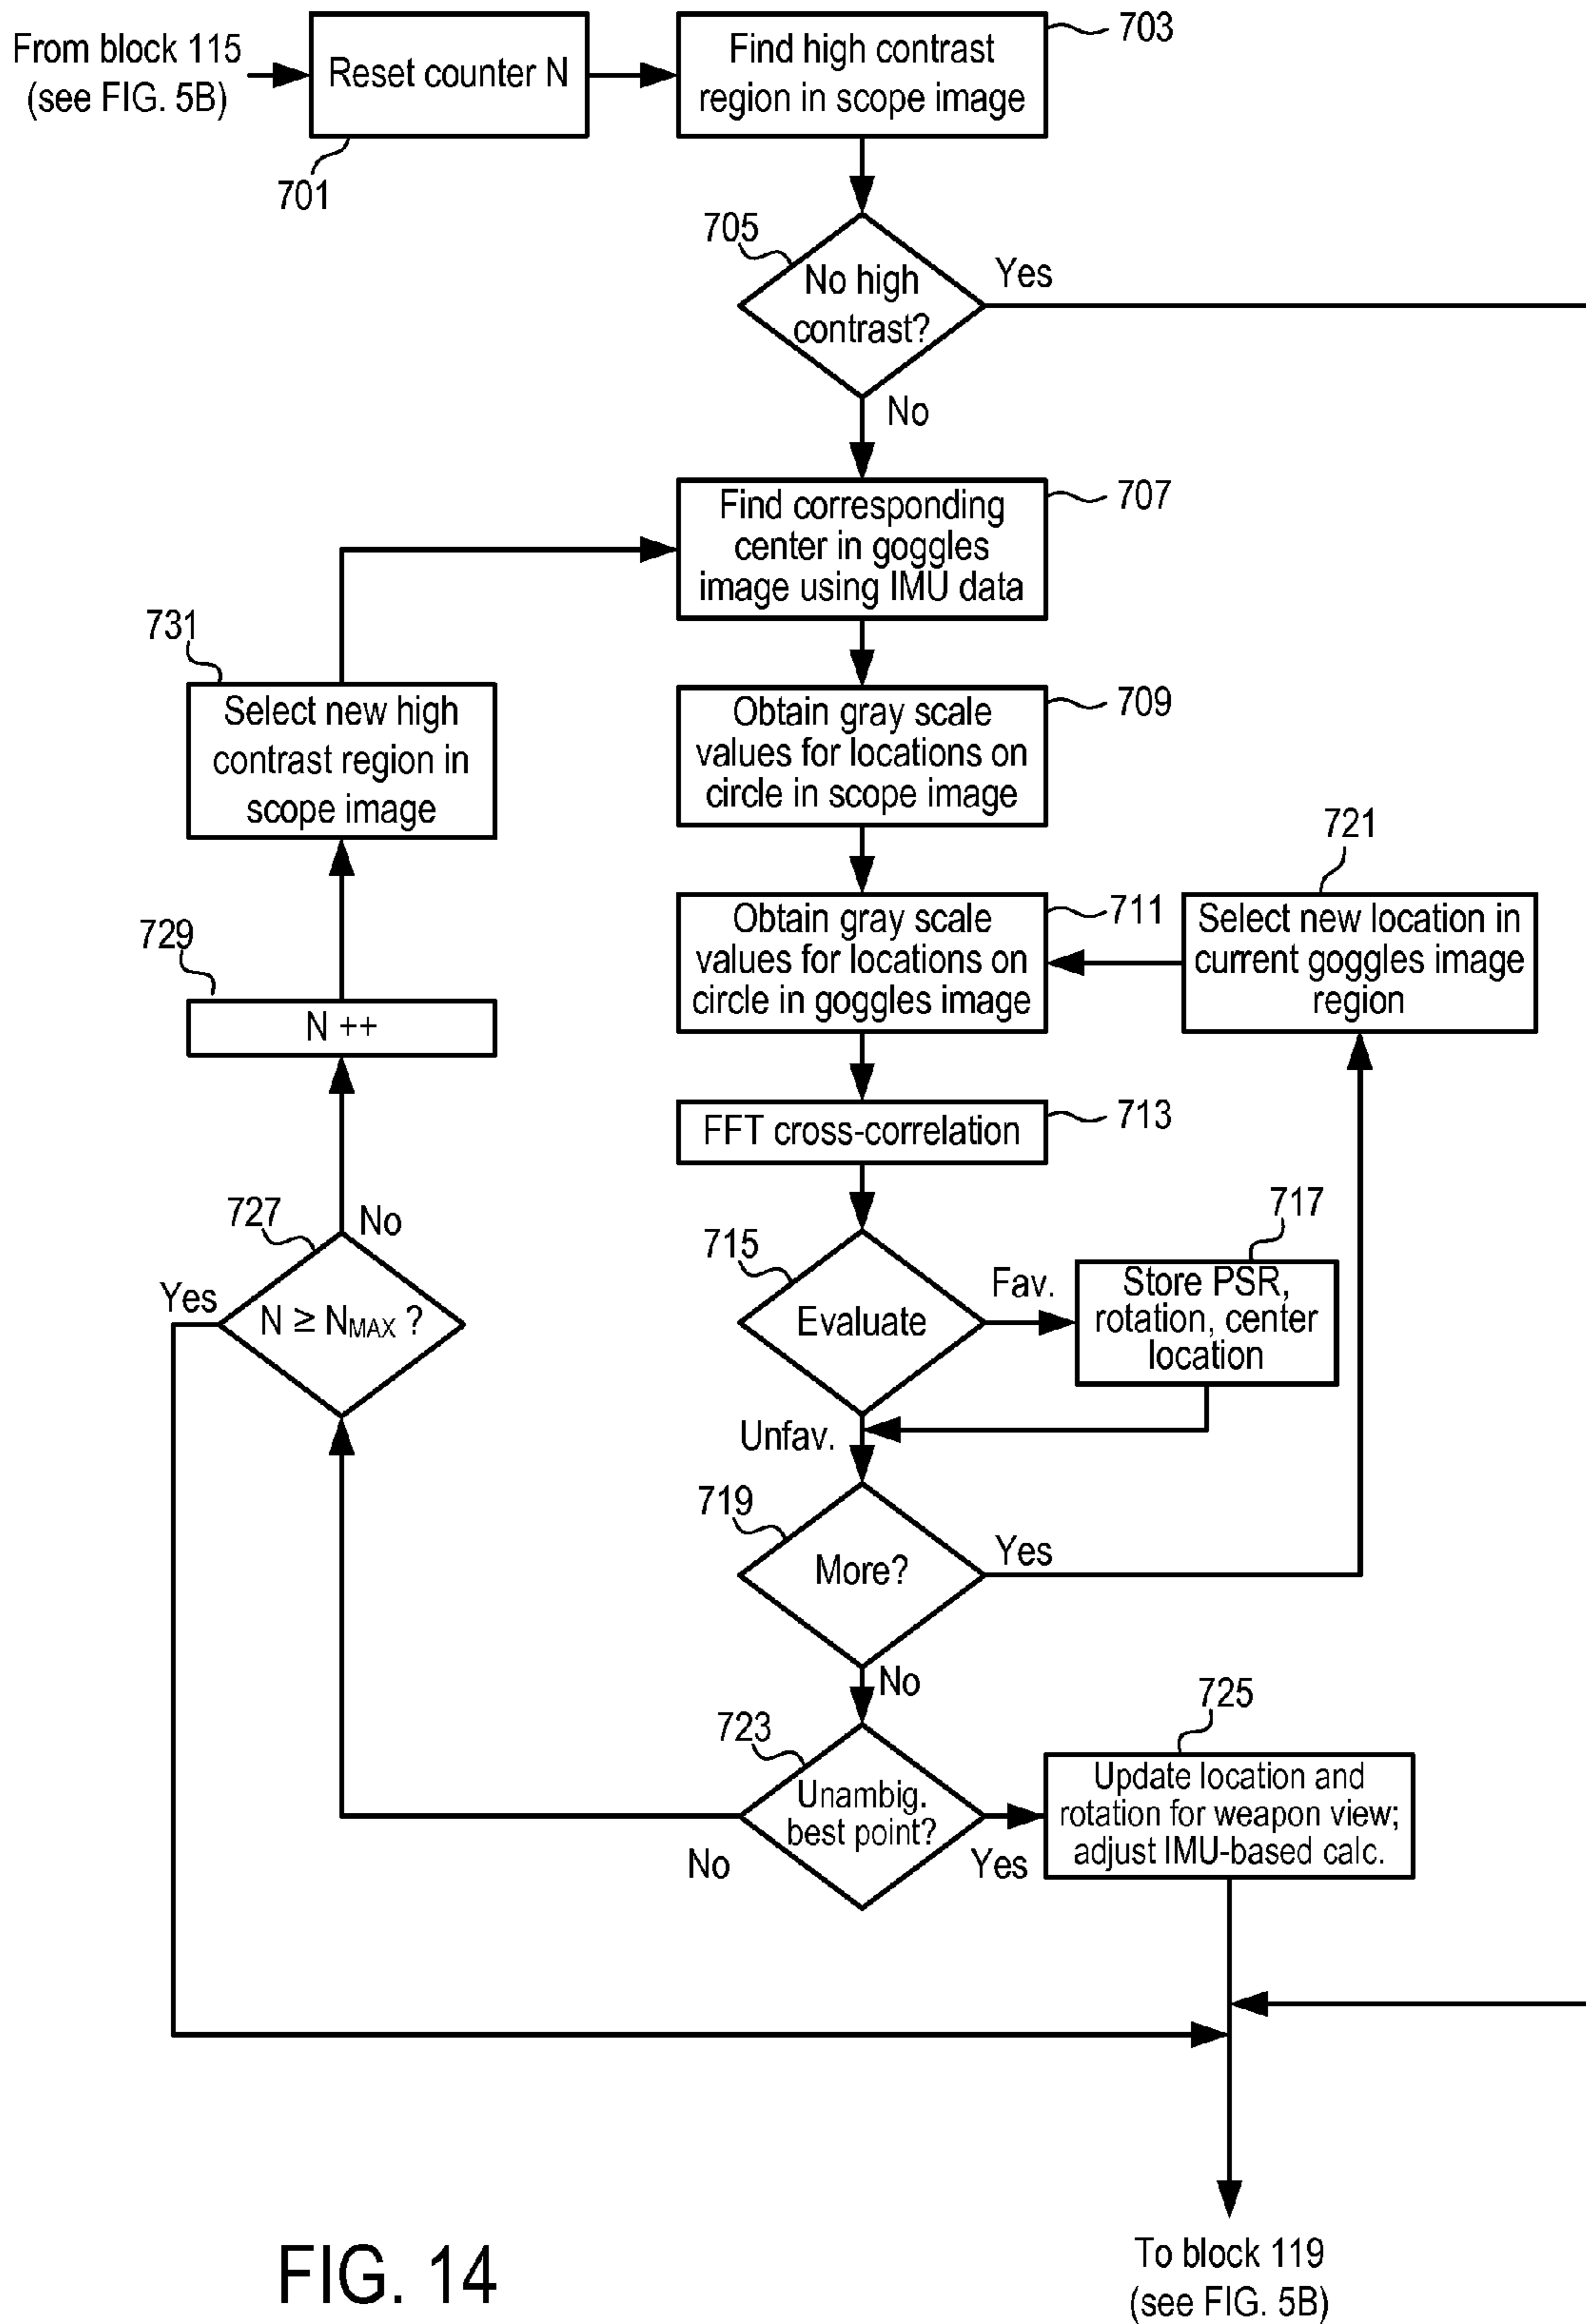 From block 115
(see FIG. 5B)
Reset counter N
701
Find high contrast
region in scope image
703
705
No high
contrast?
Yes
No
Find corresponding
center in goggles
image using IMU data
707
731
Select new high
contrast region in
scope image
Obtain gray scale
values for locations on
circle in scope image
709
721
Obtain gray scale
values for locations on
circle in goggles image
711
Select new location in
current goggles image
region
729
N ++
FFT cross-correlation
713
727
No
Yes
N ≥ NMAX ?
715
Evaluate
Fav.
717
Store PSR,
rotation, center
location
Unfav.
719
More?
Yes
No
723
Unambig.
best point?
No
Yes
725
Update location and
rotation for weapon view;
adjust IMU-based calc.
To block 119
(see FIG. 5B)
FIG. 14